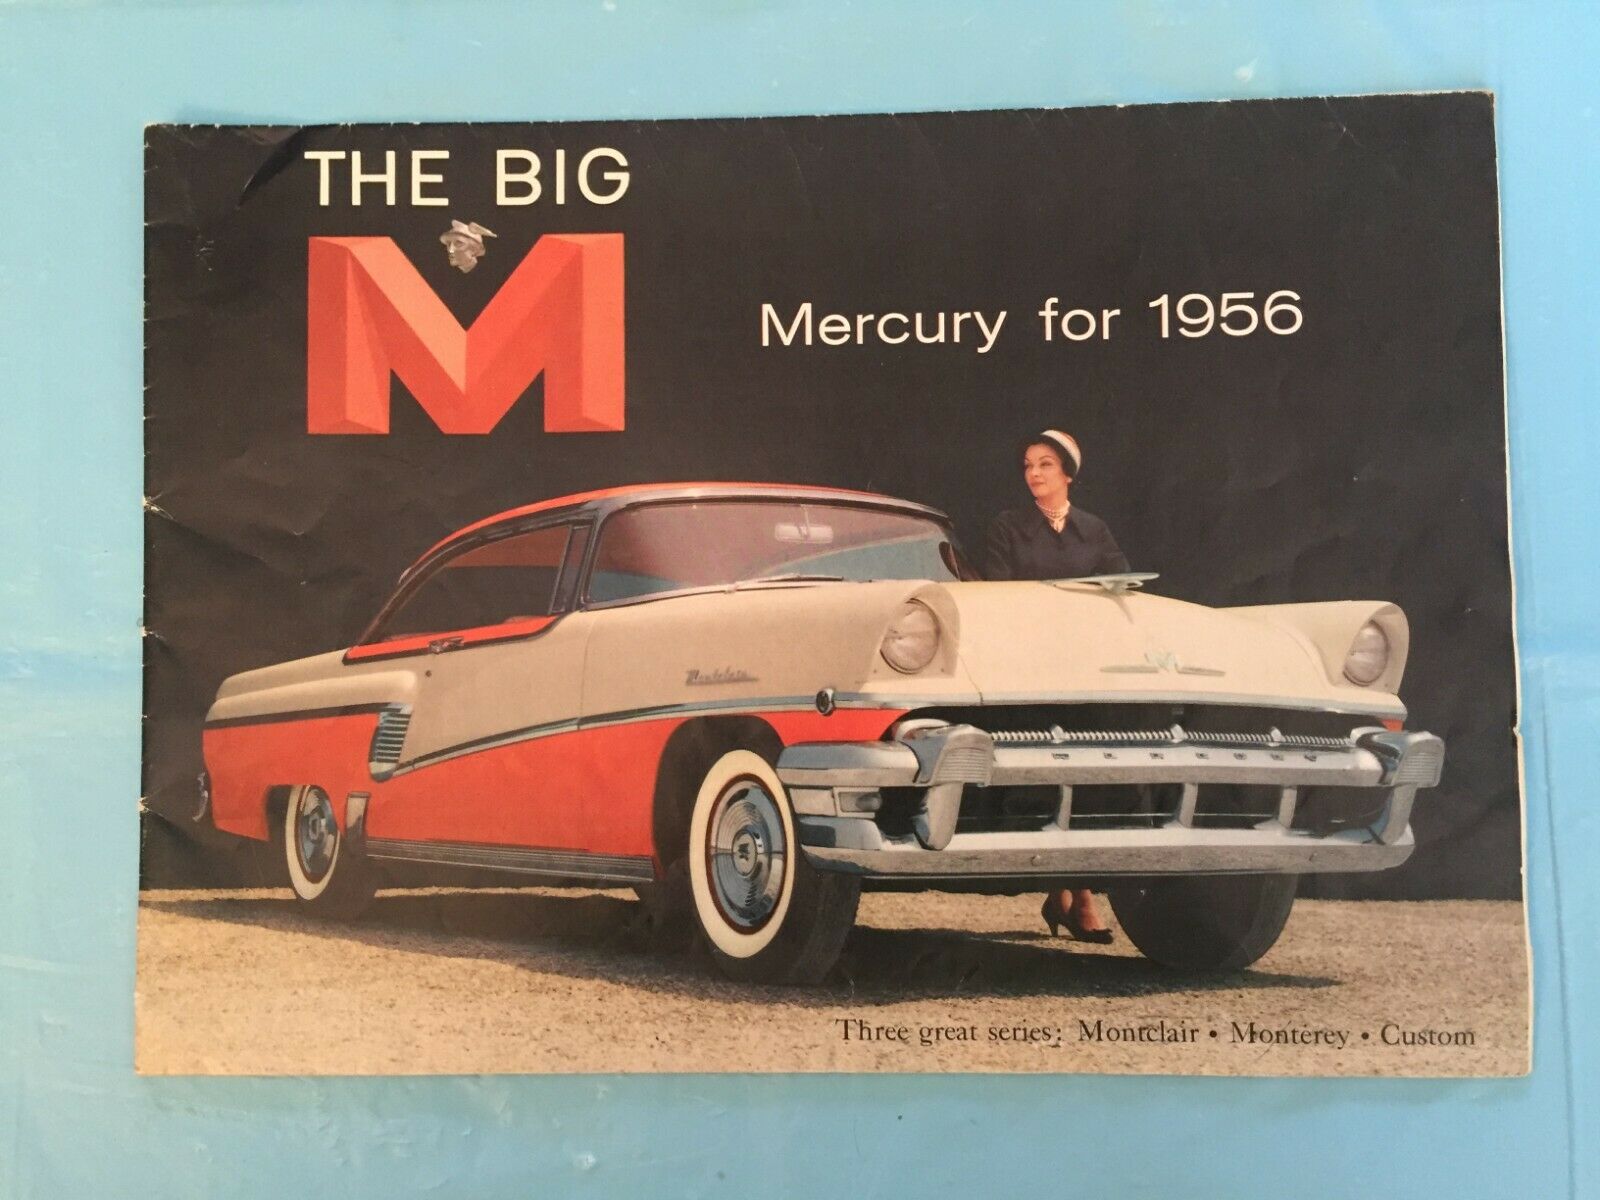 THE BIG
M
Mercury for 1956
Montclair
M
MERCURY
Three great series: Montclair • Monterey • Custom